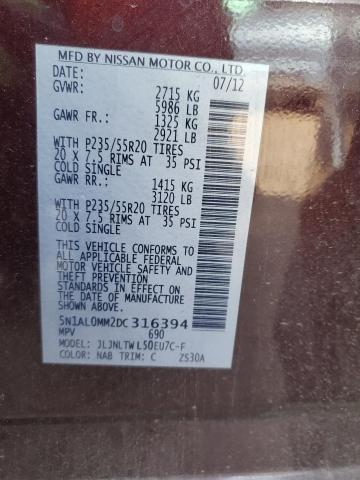 MFD BY NISSAN MOTOR CO., LTD.
DATE: 07/12
GVWR: 2715 KG
5986 LB
GAWR FR.: 1325 KG
2921 LB
WITH P235/55R20 TIRES
20 X 7.5 RIMS AT 35 PSI
COLD SINGLE
GAWR RR.: 1415 KG
3120 LB
WITH P235/55R20 TIRES
20 X 7.5 RIMS AT 35 PSI
COLD SINGLE
THIS VEHICLE CONFORMS TO
ALL APPLICABLE FEDERAL
MOTOR VEHICLE SAFETY AND
THEFT PREVENTION
STANDARDS IN EFFECT ON
THE DATE OF MANUFACTURE
SHOWN ABOVE.
5N1AL0MM2DC316394
MPV 690
MODEL: JLJNLTWL50EU7C-F
COLOR: NAB TRIM: C ZS30A